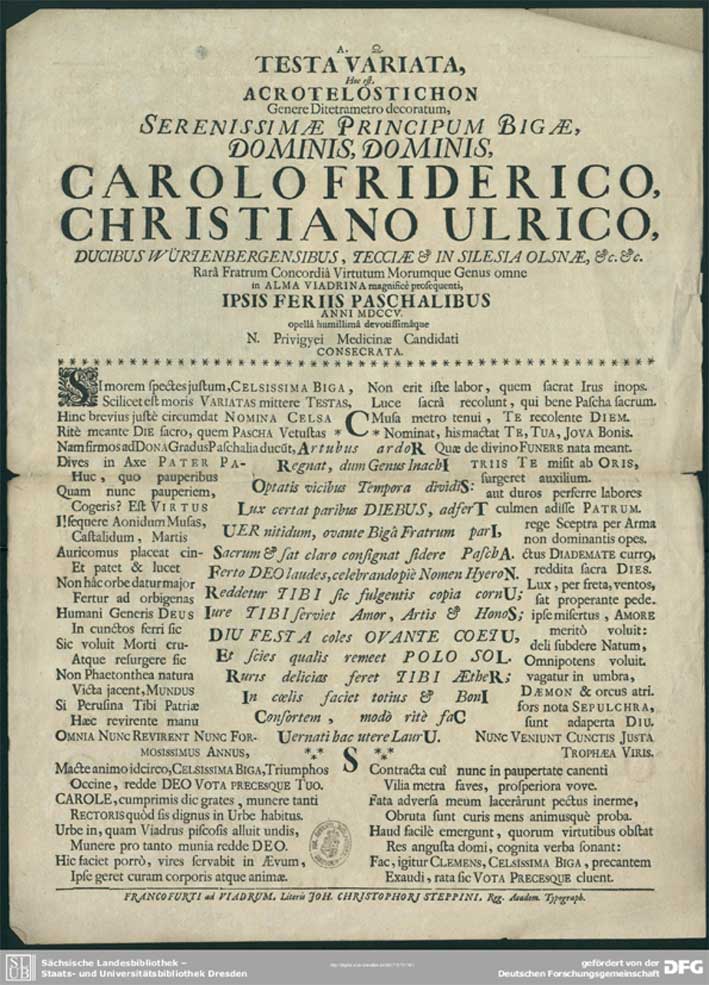 A. Ω.
TESTA VARIATA,
Hoc est.
ACROTELOSTICHON
Genere Ditetrametro decoratum,
SERENISSIMÆ PRINCIPUM BIGÆ,
DOMINIS, DOMINIS,
CAROLO FRIDERICO,
CHRISTIANO ULRICO,
DUCIBUS WÜRTENBERGENSIBUS, TECCIÆ & IN SILESIA OLSNÆ, &c. &c.
Rarâ Fratrum Concordiâ Virtutum Morumque Genus omne
in ALMA VIADRINA magnificè prosequenti,
IPSIS FERIIS PASCHALIBUS
ANNI MDCCV.
opellâ humillimâ devotissimâque
N. Privigyei Medicinæ Candidati
CONSECRATA.
SI morem spectes justum, CELSISSIMA BIGA, Non erit iste labor, quem sacrat Irus inops.
Scilicet est moris VARIATAS mittere TESTAS, Luce sacrâ recolunt, qui bene Pascha sacrum.
Hinc brevius justè circumdat NOMINA CELSA C Musa metro tenui, TE recolente DIEM.
Ritè meante DIE sacro, quem PASCHA Vetustas * * Nominat, his mactat TE, TUA, JOVA Bonis.
Nam firmos ad DONA Gradus Paschalia ducūt, Artubus ardoR Quæ de divino FUNERE nata meant.
Dives in Axe PATER PA- Regnat, dum Genus InachI TRIIS TE misit ab ORIS,
Huc, quo pauperibus surgeret auxilium.
Quam nunc pauperiem, Optatis vicibus Tempora dividiS: aut duros perferre labores
Cogeris? Est VIRTUS Lux certat paribus DIEBUS, adferT culmen adiisse PATRUM.
I! sequere Aonidum Musas, rege Sceptra per Arma
Castalidum, Martis UER nitidum, ovante Bigâ Fratrum parI, non dominantis opes.
Auricomus placeat cin- Sacrum & sat claro consignat sidere PaschA. ctus DIADEMATE curro,
Et patet & lucet Ferto DEO laudes, celebrando piè Nomen HyeroN. reddita sacra DIES.
Non hâc orbe datur major Reddetur TIBI sic fulgentis copia cornU; Lux, per freta, ventos,
Fertur ad orbigenas sat properante pede.
Humani Generis DEUS Iure TIBI serviet Amor, Artis & HonoS; ipse misertus, AMORE
In cunctos ferri sic DIU FESTA coles OVANTE COETU, meritò voluit:
Sic voluit Morti cru- deli subdere Natum,
Atque resurgere sic Et scies qualis remeet POLO SOL. Omnipotens voluit.
Non Phaetonthea natura Ruris delicias feret TIBI ÆtheR; vagatur in umbra,
Victa jacent, MUNDUS In cœlis faciet totius & BonI DÆMON & orcus atri.
Si Perusina Tibi Patriæ fors nota SEPULCHRA,
Hæc revirente manu Consortem, modò ritè faC sunt adaperta DIU.
OMNIA NUNC REVIRENT NUNC FOR- Uernati hac utere LaurU. NUNC VENIUNT CUNCTIS JUSTA
MOSISSIMUS ANNUS, S TROPHÆA VIRIS.
Macte animo idcirco, CELSISSIMA BIGA, Triumphos Contracta cui nunc in paupertate canenti
Occine, redde DEO VOTA PRECESQUE TUO. Vilia metra faves, prosperiora vove.
CAROLE, cumprimis dic grates, munere tanti Fata adversa meum lacerârunt pectus inerme,
RECTORIS quòd sis dignus in Urbe habitus. Obruta sunt curis mens animusquè proba.
Urbe in, quam Viadrus piscosis alluit undis, Haud facilè emergunt, quorum virtutibus obstat
Munere pro tanto munia redde DEO. Res angusta domi, cognita verba sonant:
Hic faciet porrò, vires servabit in Ævum, Fac, igitur CLEMENS, CELSISSIMA BIGA, precantem
Ipse geret curam corporis atque animæ. Exaudi, rata sic VOTA PRECESQUE cluent.
FRANCOFURTI ad VIADRUM. Literis JOH. CHRISTOPHORI STEPPINI. Reg. Academ. Typograph.
SLUB
Sächsische Landesbibliothek –
Staats- und Universitätsbibliothek Dresden
gefördert von der
Deutschen Forschungsgemeinschaft DFG